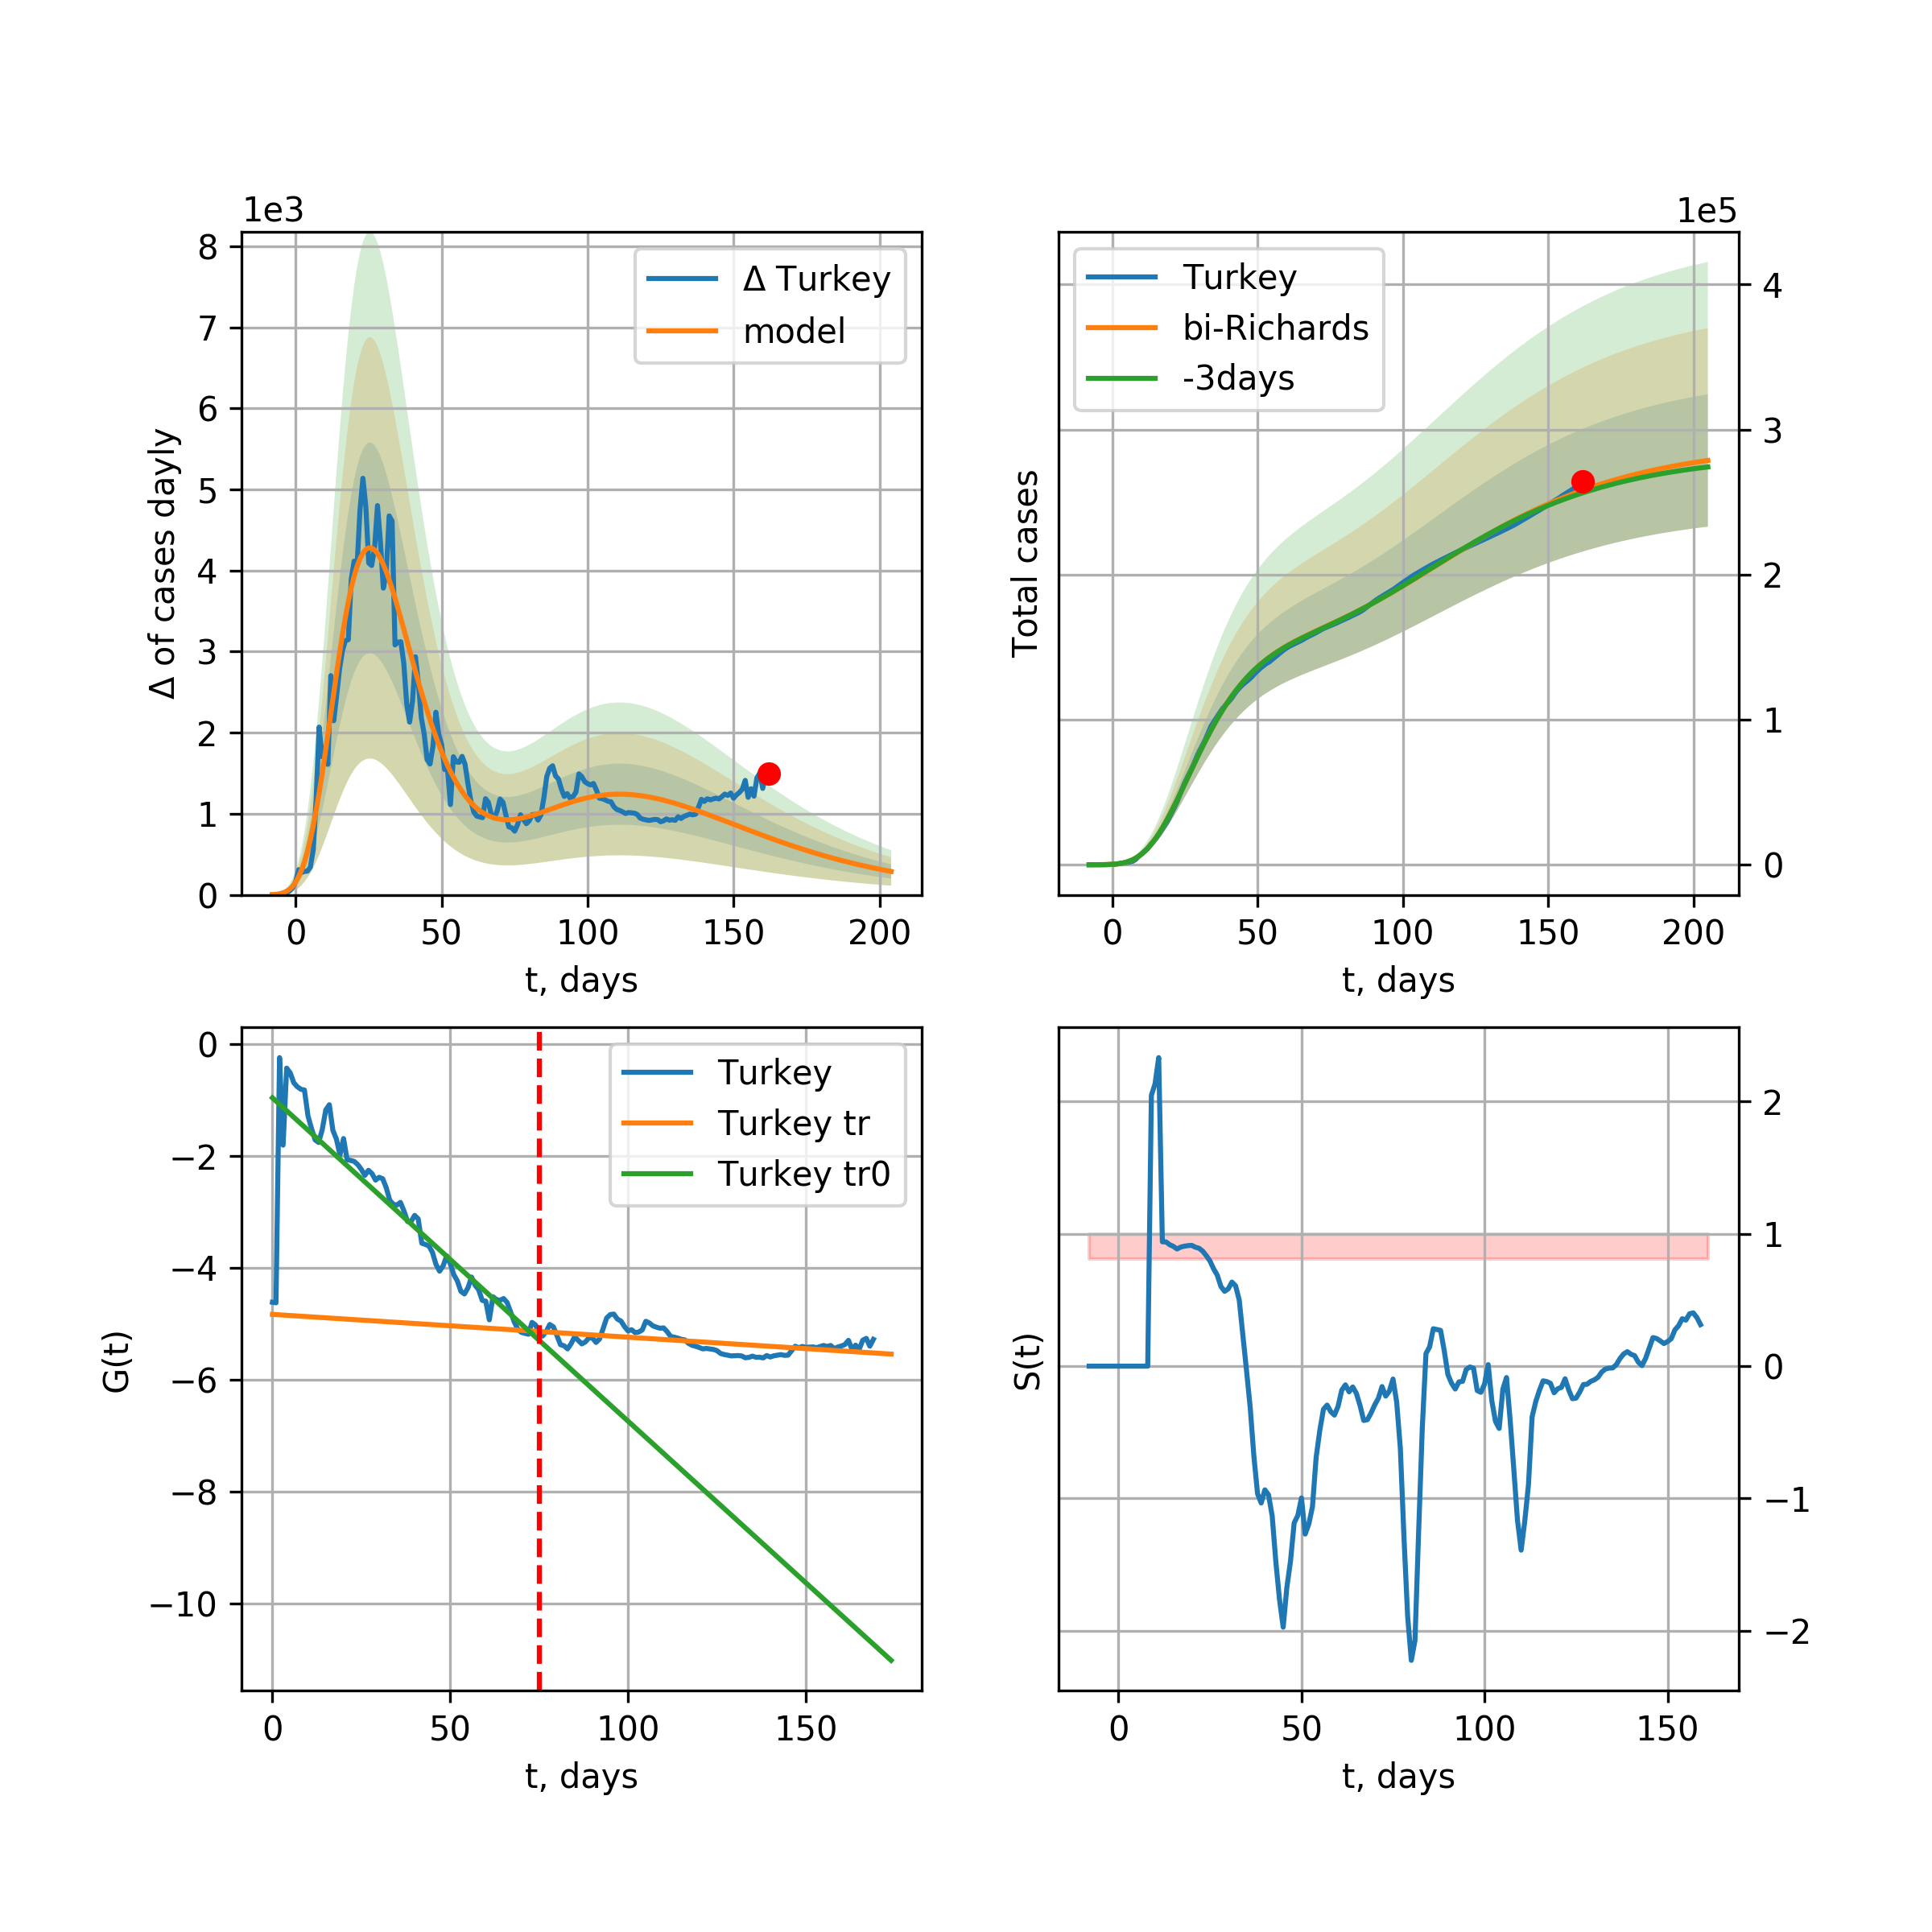 1e3
8
7
6
5
4
3
2
1
0
Δ of cases dayly
Δ Turkey
model
0 50 100 150 200
t, days
1e5
Turkey
bi-Richards
-3days
Total cases
4
3
2
1
0
0 50 100 150 200
t, days
0
−2
−4
−6
−8
−10
G(t)
Turkey
Turkey tr
Turkey tr0
0 50 100 150
t, days
S(t)
2
1
0
−1
−2
0 50 100 150
t, days